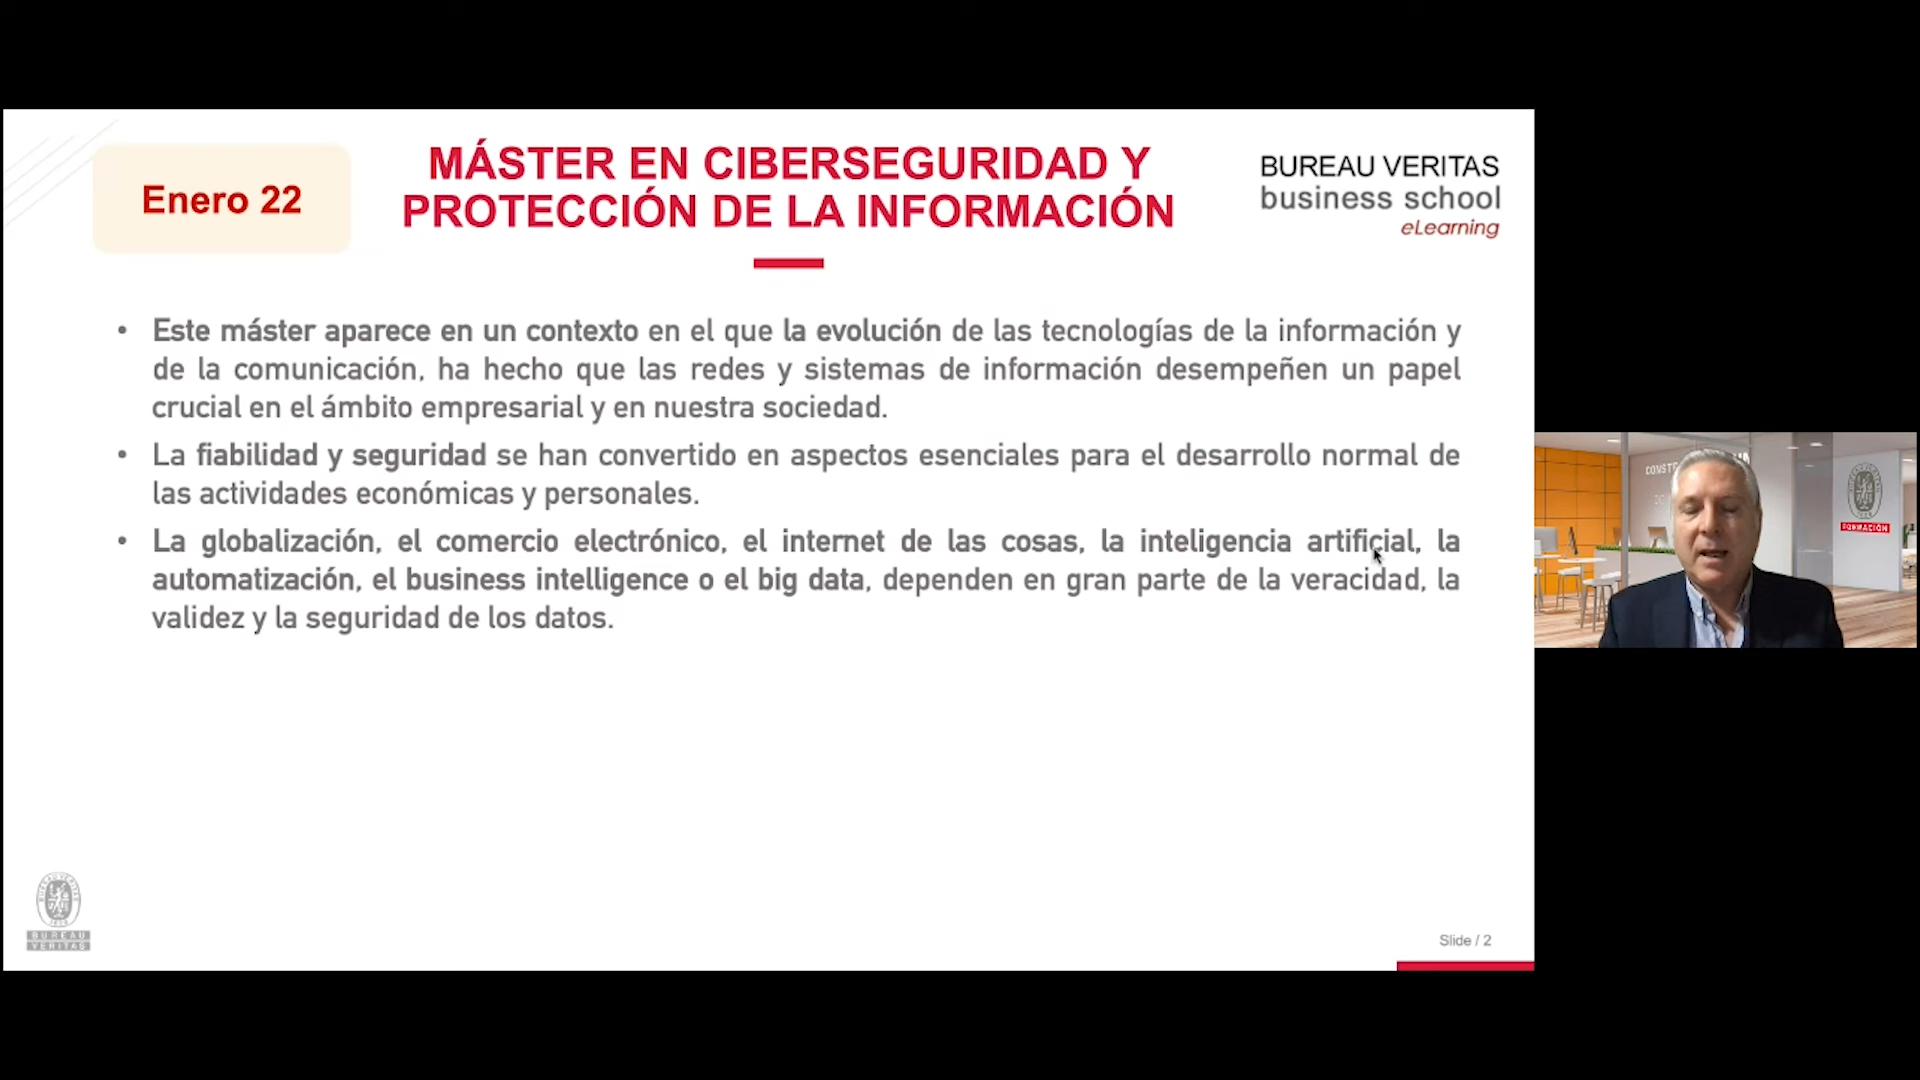 Enero 22
MÁSTER EN CIBERSEGURIDAD Y
PROTECCIÓN DE LA INFORMACIÓN
BUREAU VERITAS
business school
eLearning
• Este máster aparece en un contexto en el que la evolución de las tecnologías de la información y
de la comunicación, ha hecho que las redes y sistemas de información desempeñen un papel
crucial en el ámbito empresarial y en nuestra sociedad.
• La fiabilidad y seguridad se han convertido en aspectos esenciales para el desarrollo normal de
las actividades económicas y personales.
• La globalización, el comercio electrónico, el internet de las cosas, la inteligencia artificial, la
automatización, el business intelligence o el big data, dependen en gran parte de la veracidad, la
validez y la seguridad de los datos.
FORMACIÓN
BUREAU VERITAS
1828
BUREAU
VERITAS
Slide / 2